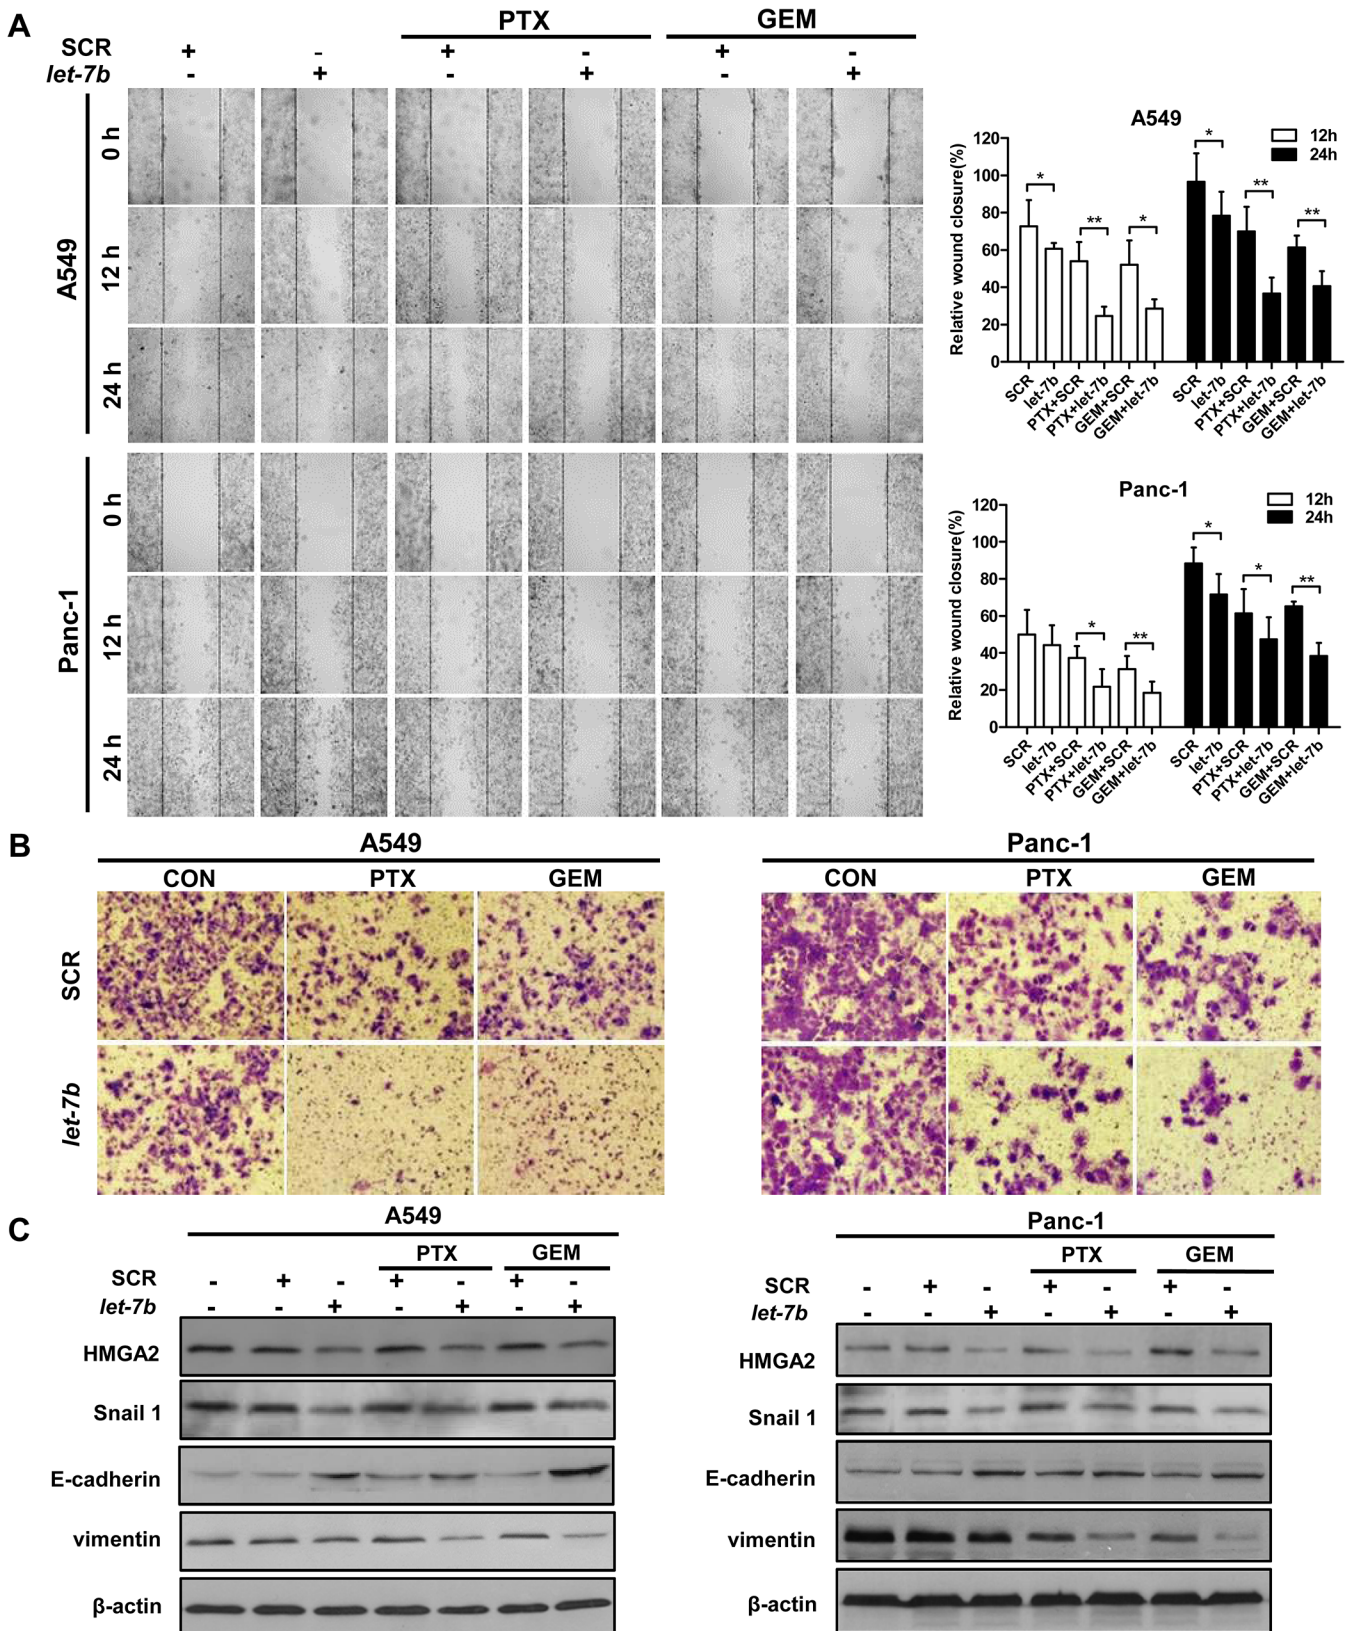 A
PTX GEM
SCR + - + - + -
let-7b - + - + - +
A549
0 h
12 h
24 h
Panc-1
0 h
12 h
24 h
A549
12h
24h
Relative wound closure(%)
120
100
80
60
40
20
0
* ** * * ** **
SCR let-7b PTX+SCR PTX+let-7b GEM+SCR GEM+let-7b SCR let-7b PTX+SCR PTX+let-7b GEM+SCR GEM+let-7b
Panc-1
12h
24h
Relative wound closure(%)
120
100
80
60
40
20
0
* ** * * **
SCR let-7b PTX+SCR PTX+let-7b GEM+SCR GEM+let-7b SCR let-7b PTX+SCR PTX+let-7b GEM+SCR GEM+let-7b
B
A549 Panc-1
CON PTX GEM CON PTX GEM
SCR
let-7b
C
A549
PTX GEM
SCR - + - + - + -
let-7b - - + - + - +
HMGA2
Snail 1
E-cadherin
vimentin
β-actin
Panc-1
PTX GEM
SCR - + - + - + -
let-7b - - + - + - +
HMGA2
Snail 1
E-cadherin
vimentin
β-actin